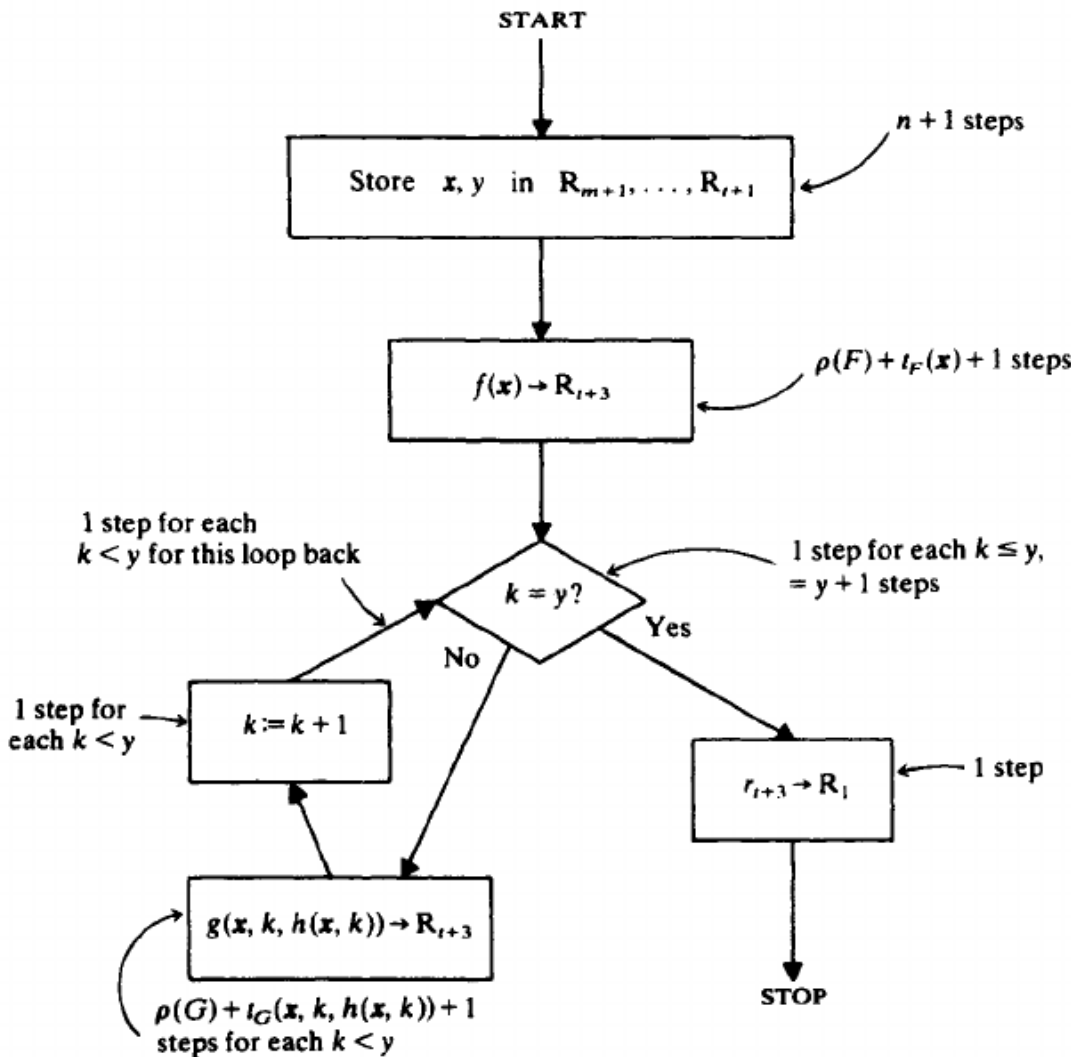 START
n + 1 steps
Store x, y in R_{m+1}, . . . , R_{t+1}
ρ(F) + t_F(x) + 1 steps
f(x) → R_{t+3}
1 step for each
k < y for this loop back
1 step for each k ≤ y,
= y + 1 steps
k = y?
Yes
No
1 step for
each k < y
k := k + 1
1 step
r_{t+3} → R_1
g(x, k, h(x, k)) → R_{t+3}
STOP
ρ(G) + t_G(x, k, h(x, k)) + 1
steps for each k < y